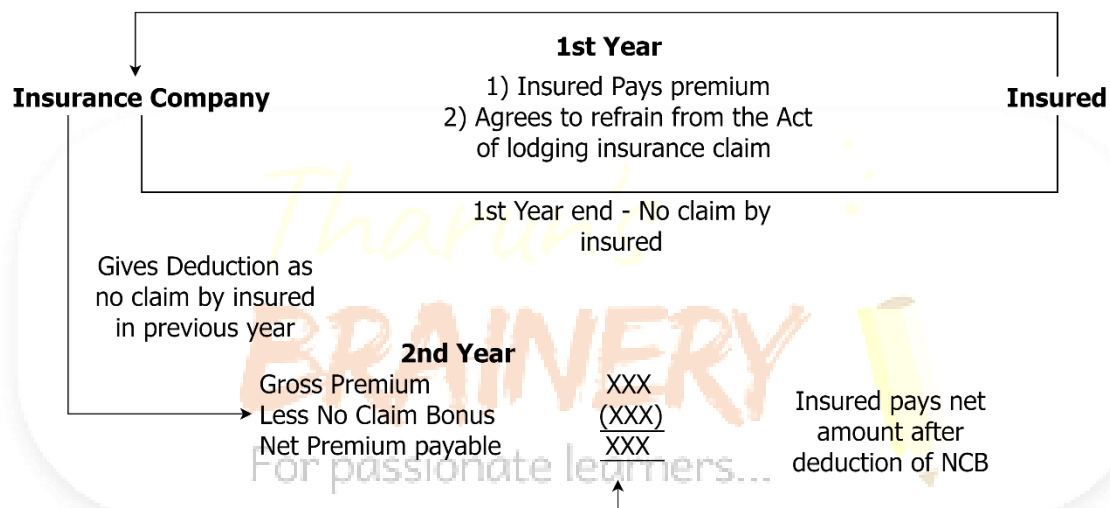 1st Year
1) Insured Pays premium
Insurance Company
Insured
2) Agrees to refrain from the Act
of lodging insurance claim
1st Year end - No claim by
insured
Tharun's
Gives Deduction as
no claim by insured
in previous year
BRAINERY
2nd Year
Gross Premium XXX
Less No Claim Bonus (XXX)
Net Premium payable XXX
Insured pays net
amount after
deduction of NCB
For passionate learners...